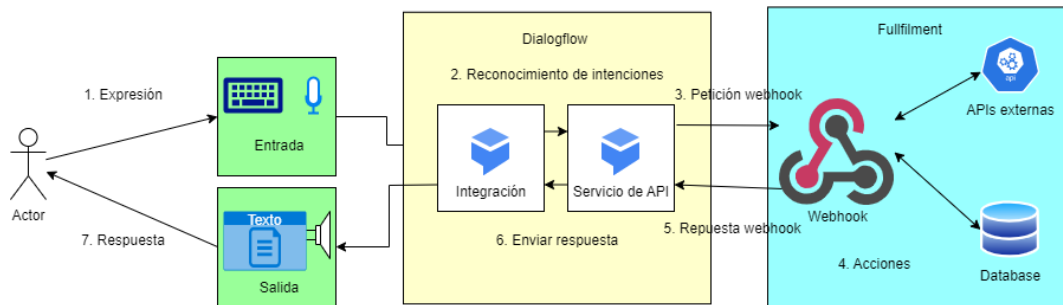 Dialogflow
Fullfilment
2. Reconocimiento de intenciones
1. Expresión
3. Petición webhook
api
APIs externas
Entrada
Integración
Servicio de API
Actor
Webhook
Texto
7. Respuesta
6. Enviar respuesta
5. Repuesta webhook
4. Acciones
Database
Salida